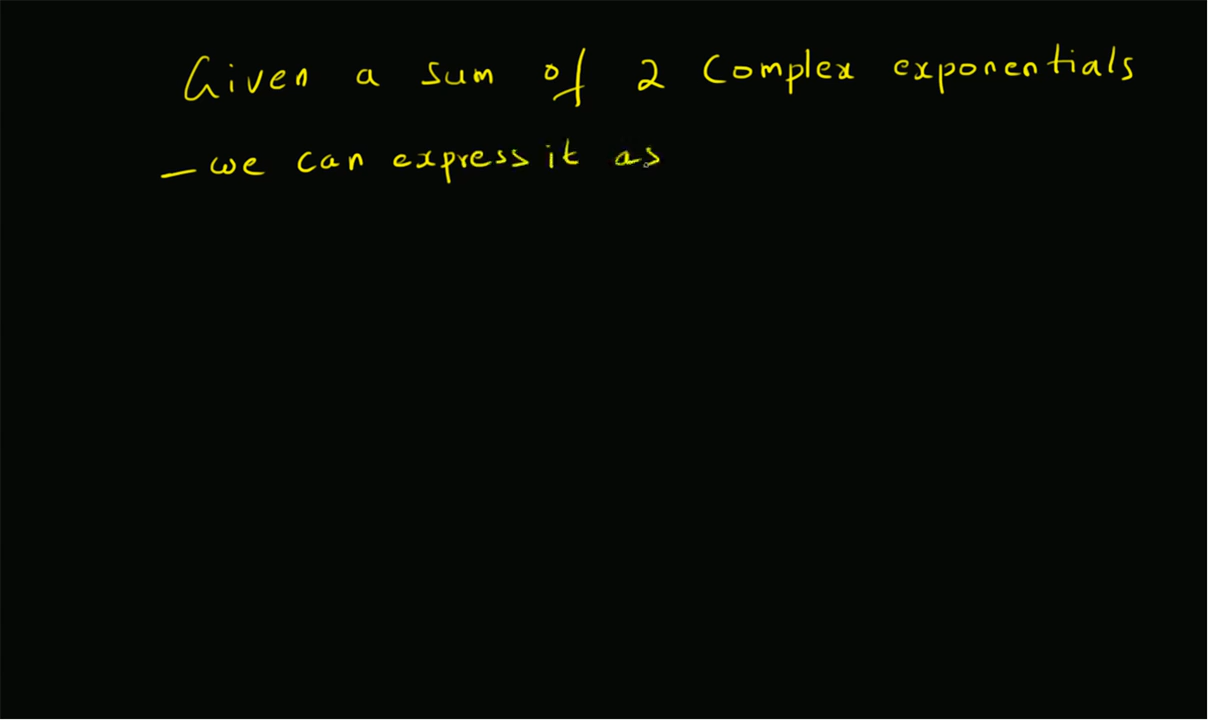 Given a sum of 2 Complex exponentials
- we can express it as